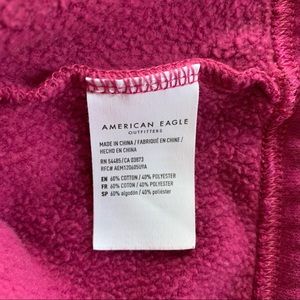 AMERICAN EAGLE
OUTFITTERS
MADE IN CHINA / FABRIQUÉ EN CHINE /
HECHO EN CHINA
RN 54485/CA 03873
EN 60% COTTON / 40% POLYESTER
FR 60% COTON / 40% POLYESTER
SP 60% algodón / 40% poliéster